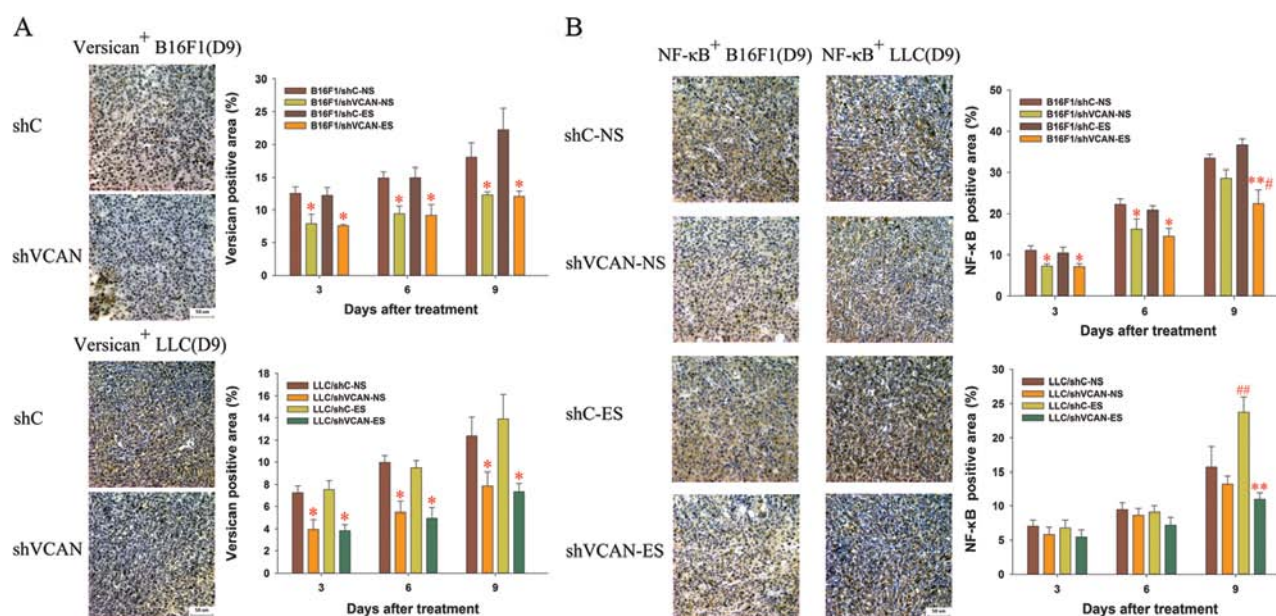 A
Versican+ B16F1(D9)
shC
shVCAN
50 um
Versican positive area (%)
30
25
20
15
10
5
0
B16F1/shC-NS
B16F1/shVCAN-NS
B16F1/shC-ES
B16F1/shVCAN-ES
* * * * * *
3 6 9
Days after treatment
Versican+ LLC(D9)
shC
shVCAN
50 um
Versican positive area (%)
18
16
14
12
10
8
6
4
2
0
LLC/shC-NS
LLC/shVCAN-NS
LLC/shC-ES
LLC/shVCAN-ES
* * * * * *
3 6 9
Days after treatment
B
NF-κB+ B16F1(D9) NF-κB+ LLC(D9)
shC-NS
shVCAN-NS
shC-ES
shVCAN-ES
50 um
NF-κB positive area (%)
50
40
30
20
10
0
B16F1/shC-NS
B16F1/shVCAN-NS
B16F1/shC-ES
B16F1/shVCAN-ES
* * * * **#
3 6 9
Days after treatment
NF-κB positive area (%)
30
25
20
15
10
5
0
LLC/shC-NS
LLC/shVCAN-NS
LLC/shC-ES
LLC/shVCAN-ES
##
**
3 6 9
Days after treatment